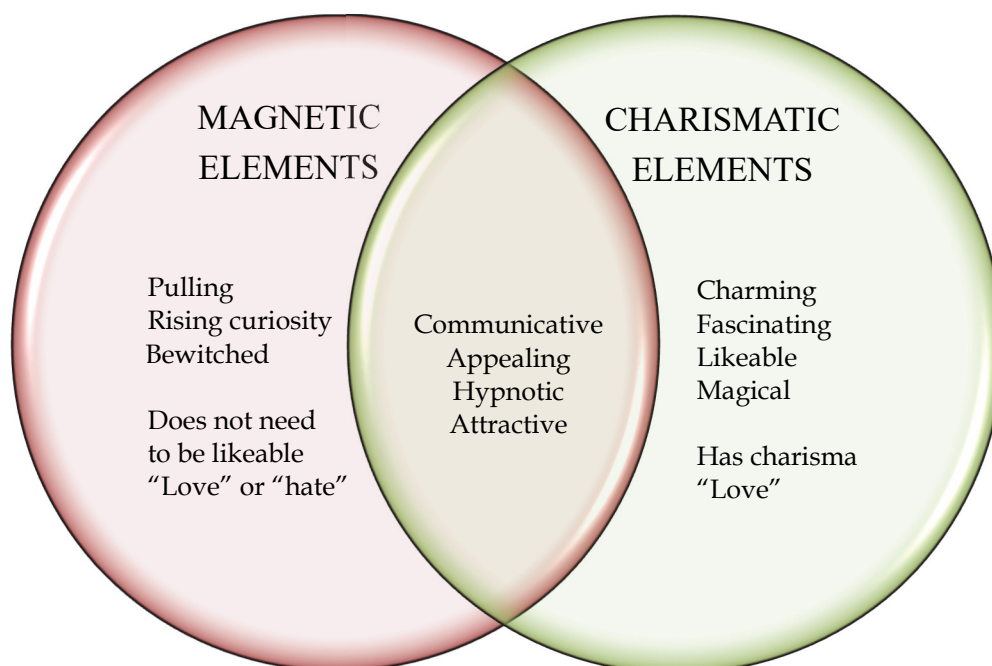 MAGNETIC
ELEMENTS
Pulling
Rising curiosity
Bewitched
Does not need
to be likeable
“Love” or “hate”
Communicative
Appealing
Hypnotic
Attractive
CHARISMATIC
ELEMENTS
Charming
Fascinating
Likeable
Magical
Has charisma
“Love”